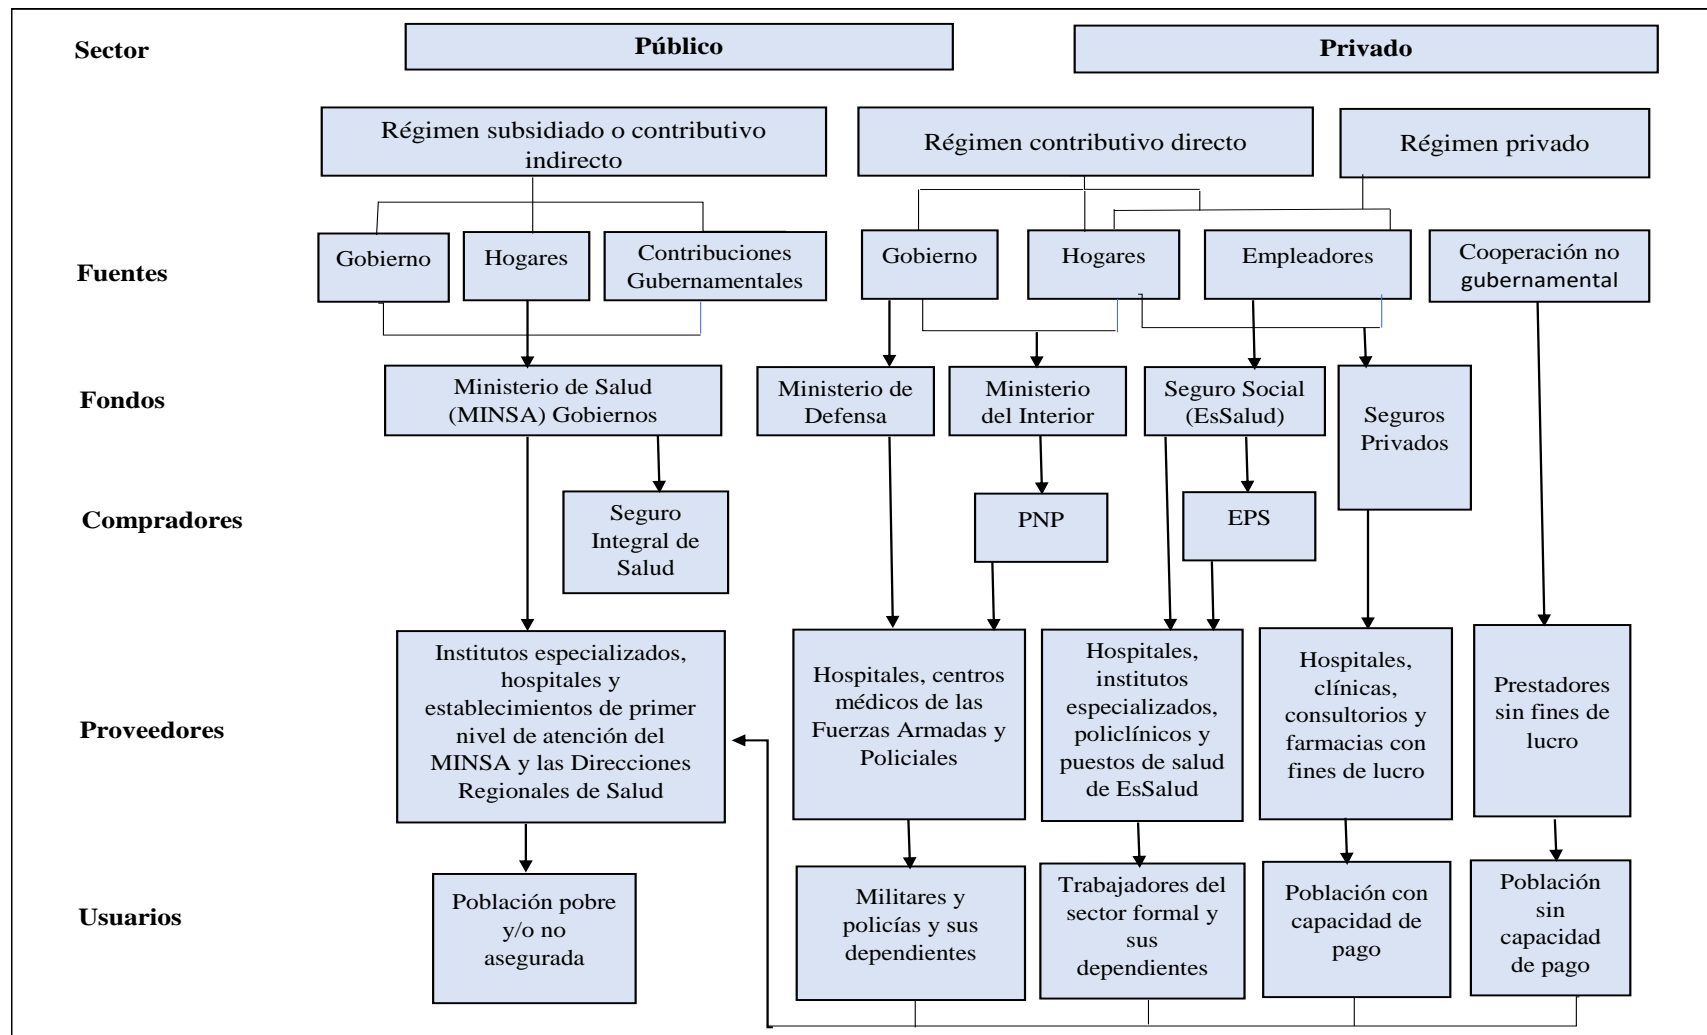 Sector
Público
Privado
Régimen subsidiado o contributivo
indirecto
Régimen contributivo directo
Régimen privado
Fuentes
Gobierno
Hogares
Contribuciones
Gubernamentales
Gobierno
Hogares
Empleadores
Cooperación no
gubernamental
Fondos
Ministerio de Salud
(MINSA) Gobiernos
Ministerio de
Defensa
Ministerio
del Interior
Seguro Social
(EsSalud)
Seguros
Privados
Compradores
Seguro
Integral de
Salud
PNP
EPS
Proveedores
Institutos especializados,
hospitales y
establecimientos de primer
nivel de atención del
MINSA y las Direcciones
Regionales de Salud
Hospitales, centros
médicos de las
Fuerzas Armadas y
Policiales
Hospitales,
institutos
especializados,
policlínicos y
puestos de salud
de EsSalud
Hospitales,
clínicas,
consultorios y
farmacias con
fines de lucro
Prestadores
sin fines de
lucro
Usuarios
Población pobre
y/o no
asegurada
Militares y
policías y sus
dependientes
Trabajadores del
sector formal y
sus
dependientes
Población con
capacidad de
pago
Población
sin
capacidad
de pago